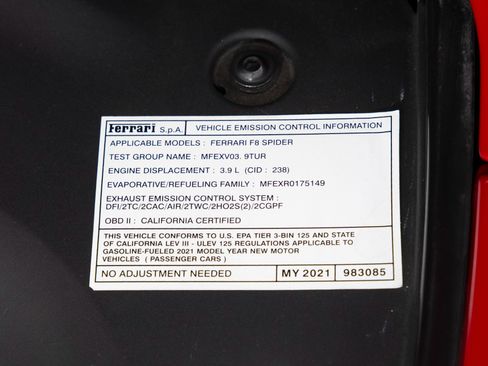 Ferrari S.p.A. VEHICLE EMISSION CONTROL INFORMATION
APPLICABLE MODELS : FERRARI F8 SPIDER
TEST GROUP NAME : MFEXV03. 9TUR
ENGINE DISPLACEMENT : 3.9 L (CID : 238)
EVAPORATIVE/REFUELING FAMILY : MFEXR0175149
EXHAUST EMISSION CONTROL SYSTEM :
DFI/2TC/2CAC/AIR/2TWC/2HO2S(2)/2CGPF
OBD II : CALIFORNIA CERTIFIED
THIS VEHICLE CONFORMS TO U.S. EPA TIER 3-BIN 125 AND STATE
OF CALIFORNIA LEV III - ULEV 125 REGULATIONS APPLICABLE TO
GASOLINE-FUELED 2021 MODEL YEAR NEW MOTOR
VEHICLES ( PASSENGER CARS )
NO ADJUSTMENT NEEDED MY 2021 983085